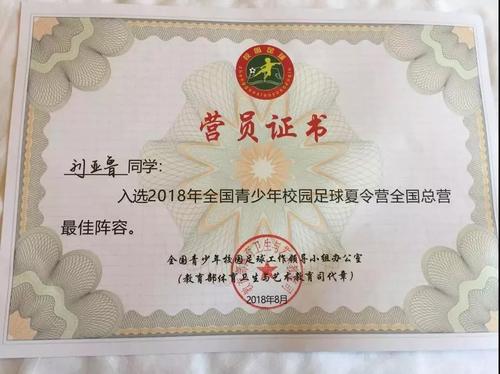 校园足球
营员证书
刘亚鲁同学：
入选2018年全国青少年校园足球夏令营全国总营
最佳阵容。
全国青少年校园足球工作领导小组办公室
（教育部体育卫生与艺术教育司代章）
2018年8月